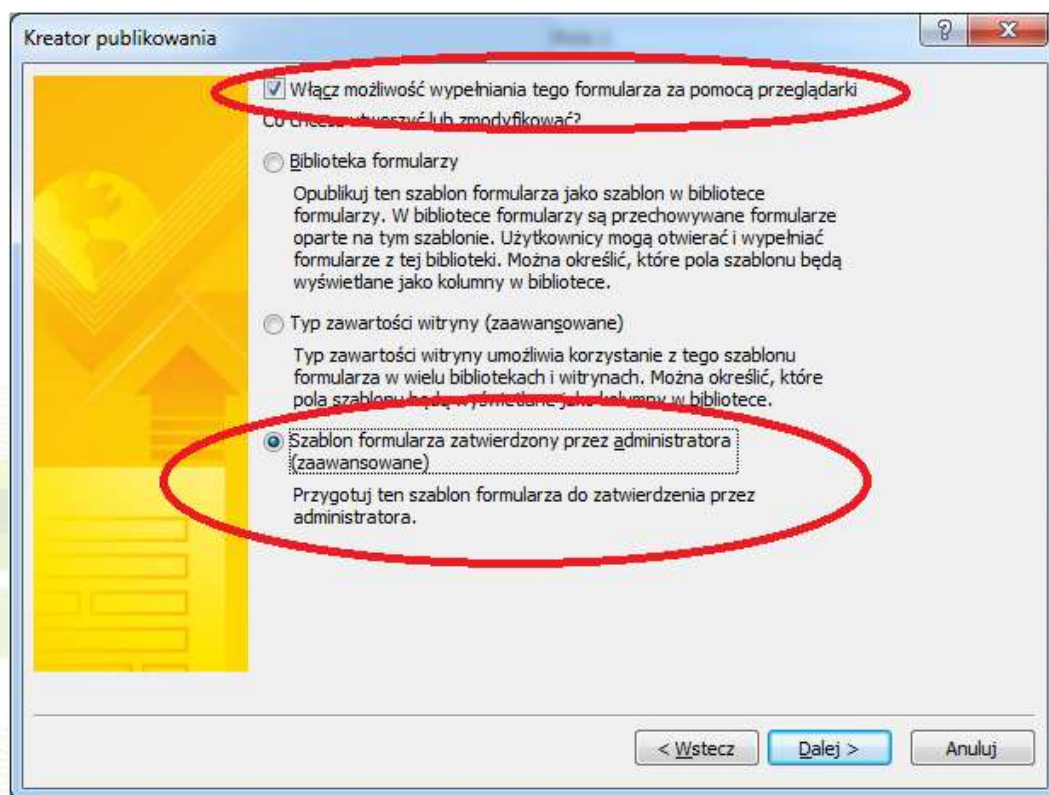 Kreator publikowania
Włącz możliwość wypełniania tego formularza za pomocą przeglądarki
Co chcesz utworzyć lub zmodyfikować?
Biblioteka formularzy
Opublikuj ten szablon formularza jako szablon w bibliotece
formularzy. W bibliotece formularzy są przechowywane formularze
oparte na tym szablonie. Użytkownicy mogą otwierać i wypełniać
formularze z tej biblioteki. Można określić, które pola szablonu będą
wyświetlane jako kolumny w bibliotece.
Typ zawartości witryny (zaawansowane)
Typ zawartości witryny umożliwia korzystanie z tego szablonu
formularza w wielu bibliotekach i witrynach. Można określić, które
pola szablonu będą wyświetlane jako kolumny w bibliotece.
Szablon formularza zatwierdzony przez administratora
(zaawansowane)
Przygotuj ten szablon formularza do zatwierdzenia przez
administratora.
< Wstecz
Dalej >
Anuluj